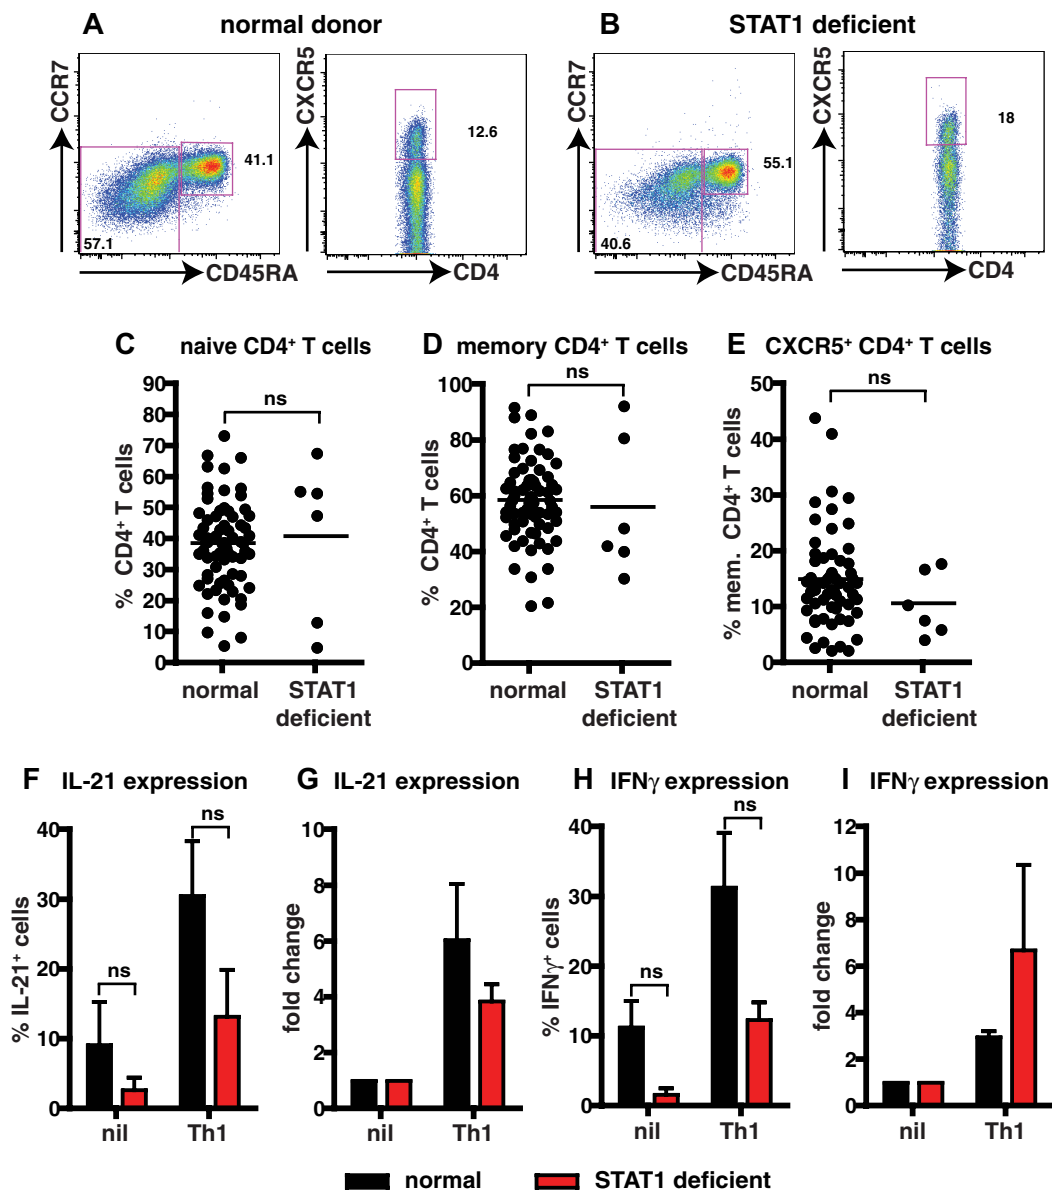 A normal donor
B STAT1 deficient
CCR7
41.1
57.1
CD45RA
CXCR5
12.6
CD4
CCR7
55.1
40.6
CD45RA
CXCR5
18
CD4
C naive CD4⁺ T cells
ns
% CD4⁺ T cells
90
80
70
60
50
40
30
20
10
0
normal
STAT1
deficient
D memory CD4⁺ T cells
ns
% CD4⁺ T cells
100
80
60
40
20
0
normal
STAT1
deficient
E CXCR5⁺ CD4⁺ T cells
ns
% mem. CD4⁺ T cells
50
40
30
20
10
0
normal
STAT1
deficient
F IL-21 expression
ns
ns
% IL-21⁺ cells
40
30
20
10
0
nil Th1
G IL-21 expression
fold change
10
8
6
4
2
0
nil Th1
H IFNγ expression
ns
ns
% IFNγ⁺ cells
40
30
20
10
0
nil Th1
I IFNγ expression
fold change
12
10
8
6
4
2
0
nil Th1
normal STAT1 deficient